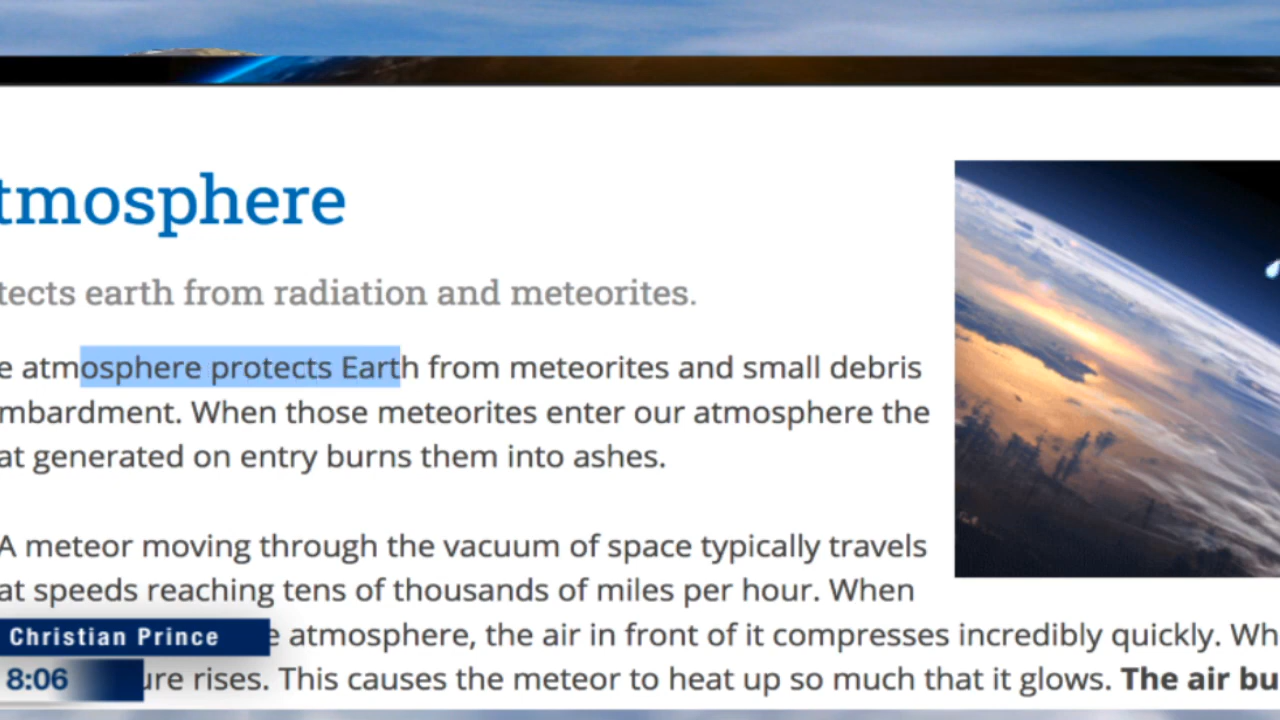 tmosphere
tects earth from radiation and meteorites.
e atmosphere protects Earth from meteorites and small debris
mbardment. When those meteorites enter our atmosphere the
at generated on entry burns them into ashes.
A meteor moving through the vacuum of space typically travels
at speeds reaching tens of thousands of miles per hour. When
Christian Prince
e atmosphere, the air in front of it compresses incredibly quickly. Wh
8:06
ure rises. This causes the meteor to heat up so much that it glows. The air bu